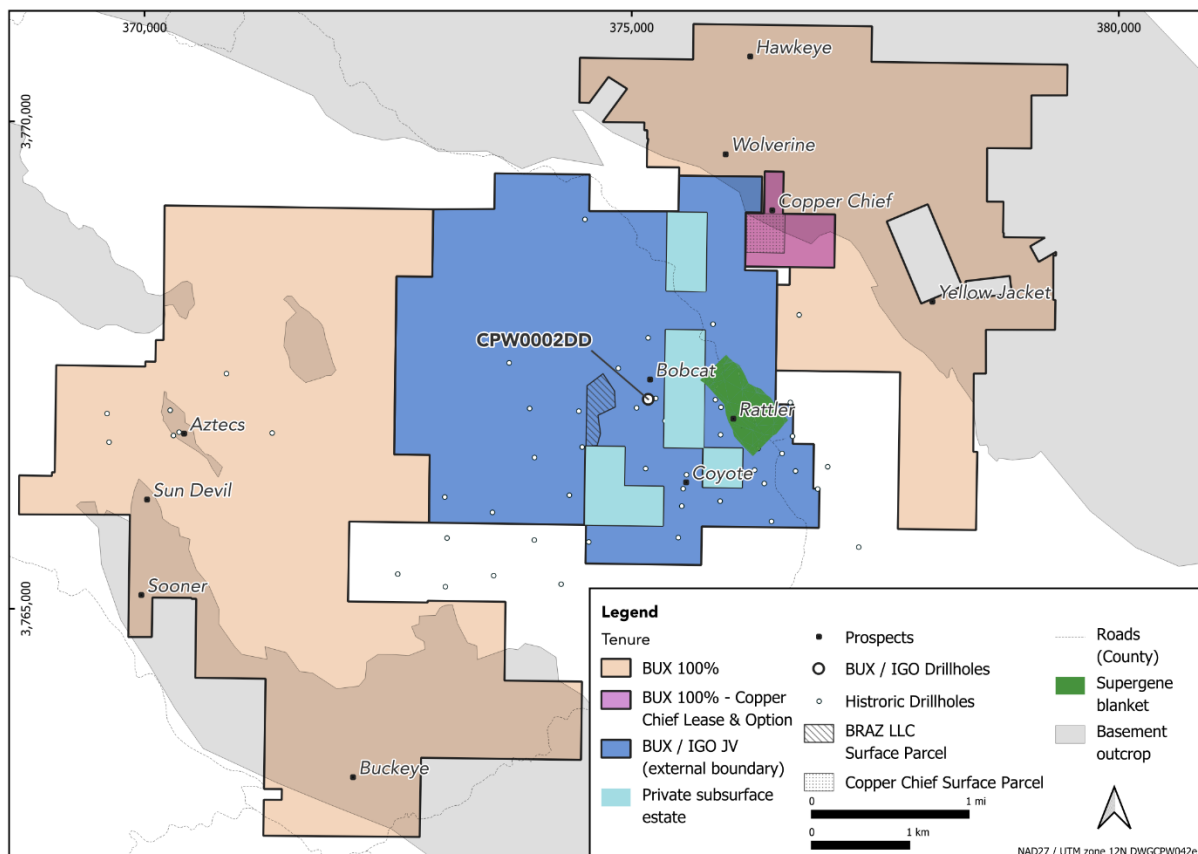 370,000
375,000
380,000
3,770,000
3,765,000
Hawkeye
Wolverine
Copper Chief
Yellow Jacket
CPW0002DD
Bobcat
Rattler
Coyote
Aztecs
Sun Devil
Sooner
Buckeye
Legend
Tenure
BUX 100%
BUX 100% - Copper
Chief Lease & Option
BUX / IGO JV
(external boundary)
Private subsurface
estate
Prospects
BUX / IGO Drillholes
Historic Drillholes
BRAZ LLC
Surface Parcel
Copper Chief Surface Parcel
0 1 mi
0 1 km
Roads
(County)
Supergene
blanket
Basement
outcrop
NAD27 / UTM zone 12N DWGCPW042e